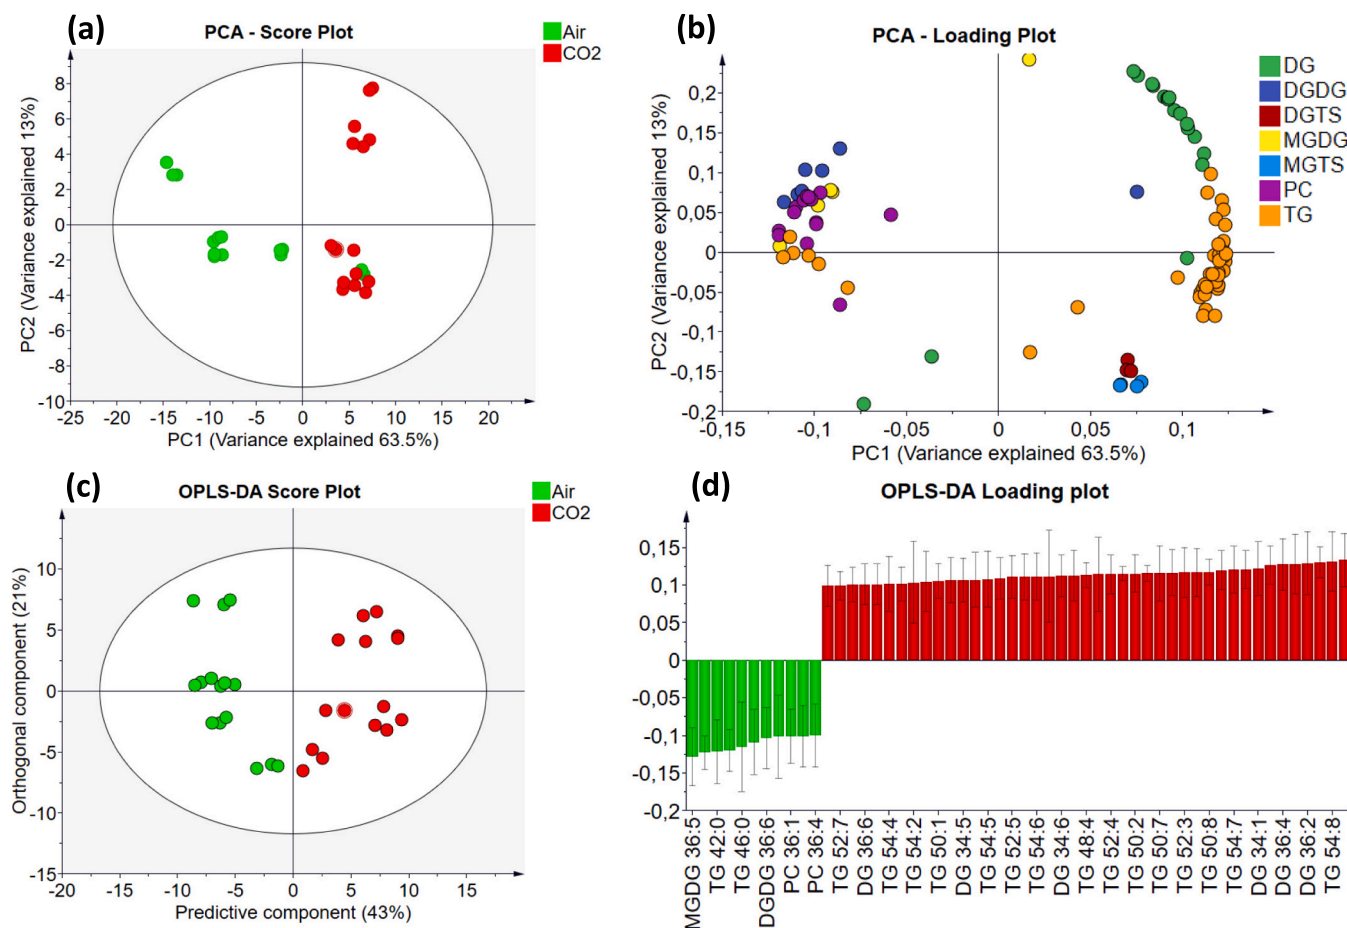 (a)
PCA - Score Plot
Air
CO2
PC2 (Variance explained 13%)
8
6
4
2
0
-2
-4
-6
-8
-10
-25
-20
-15
-10
-5
0
5
10
15
20
PC1 (Variance explained 63.5%)
(b)
PCA - Loading Plot
DG
DGDG
DGTS
MGDG
MGTS
PC
TG
PC2 (Variance explained 13%)
0,2
0,15
0,1
0,05
0
-0,05
-0,1
-0,15
-0,2
-0,15
-0,1
-0,05
0
0,05
0,1
PC1 (Variance explained 63.5%)
(c)
OPLS-DA Score Plot
Air
CO2
Orthogonal component (21%)
10
5
0
-5
-10
-15
-20
-15
-10
-5
0
5
10
15
Predictive component (43%)
(d)
OPLS-DA Loading plot
0,15
0,1
0,05
0
-0,05
-0,1
-0,15
-0,2
MGDG 36:5
TG 42:0
TG 46:0
DGDG 36:6
PC 36:1
PC 36:4
TG 52:7
DG 36:6
TG 54:4
TG 54:2
TG 50:1
DG 34:5
TG 54:5
TG 52:5
TG 54:6
DG 34:6
TG 48:4
TG 52:4
TG 50:2
TG 50:7
TG 52:3
TG 50:8
TG 54:7
DG 34:1
DG 36:4
DG 36:2
TG 54:8